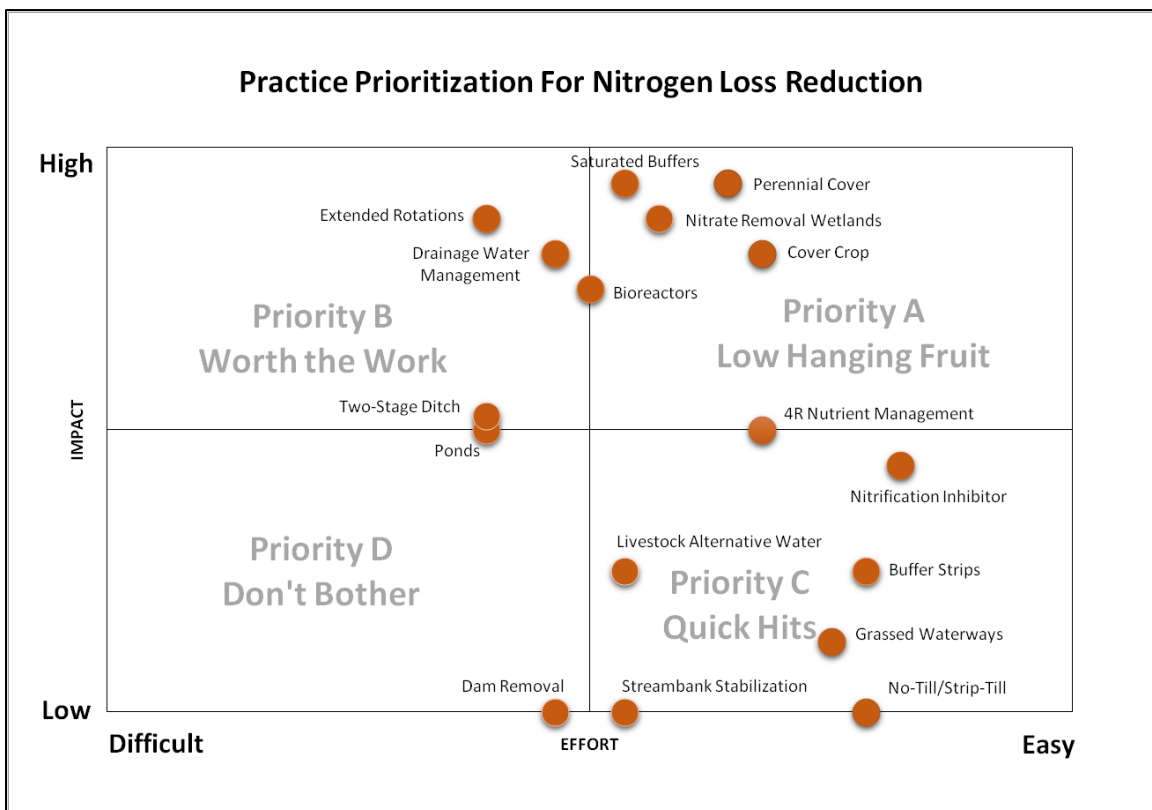 Practice Prioritization For Nitrogen Loss Reduction
High
Saturated Buffers
Perennial Cover
Extended Rotations
Nitrate Removal Wetlands
Drainage Water
Management
Cover Crop
Bioreactors
Priority B
Worth the Work
Priority A
Low Hanging Fruit
Two-Stage Ditch
4R Nutrient Management
IMPACT
Ponds
Nitrification Inhibitor
Priority D
Don't Bother
Livestock Alternative Water
Buffer Strips
Priority C
Quick Hits
Grassed Waterways
Dam Removal
Streambank Stabilization
No-Till/Strip-Till
Low
Difficult
EFFORT
Easy